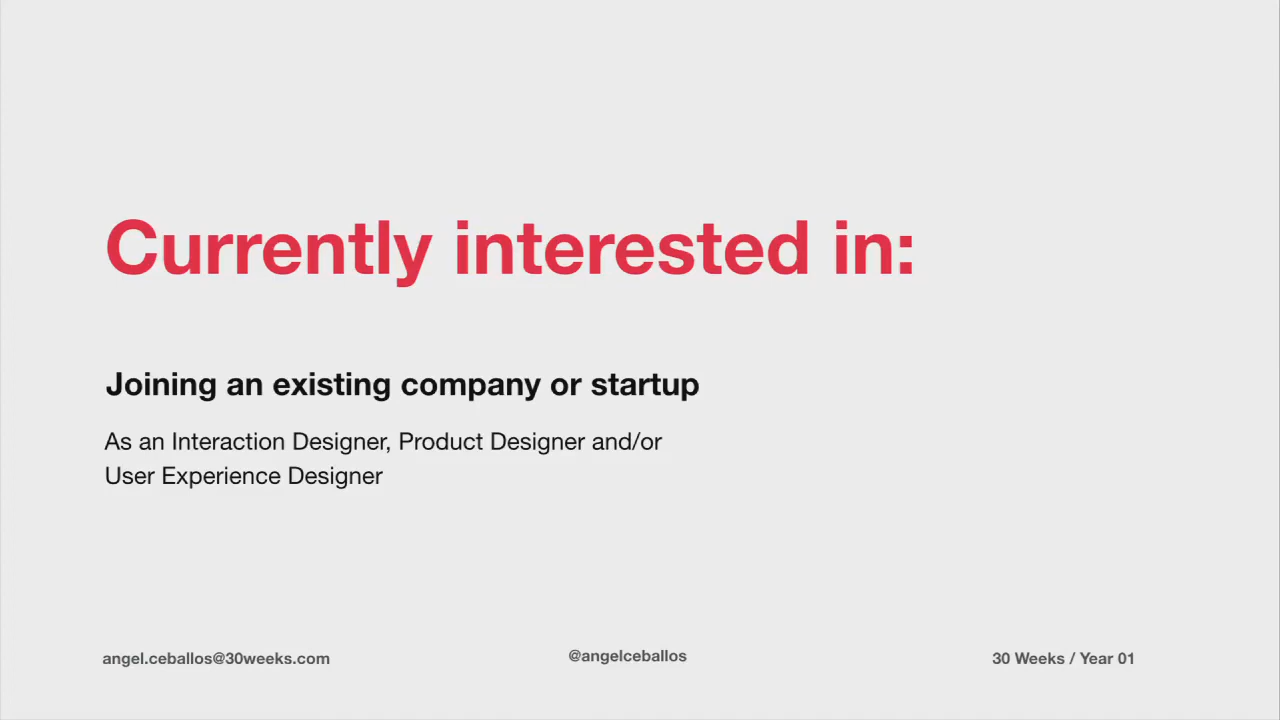 Currently interested in:
Joining an existing company or startup
As an Interaction Designer, Product Designer and/or
User Experience Designer
angel.ceballos@30weeks.com
@angelceballos
30 Weeks / Year 01